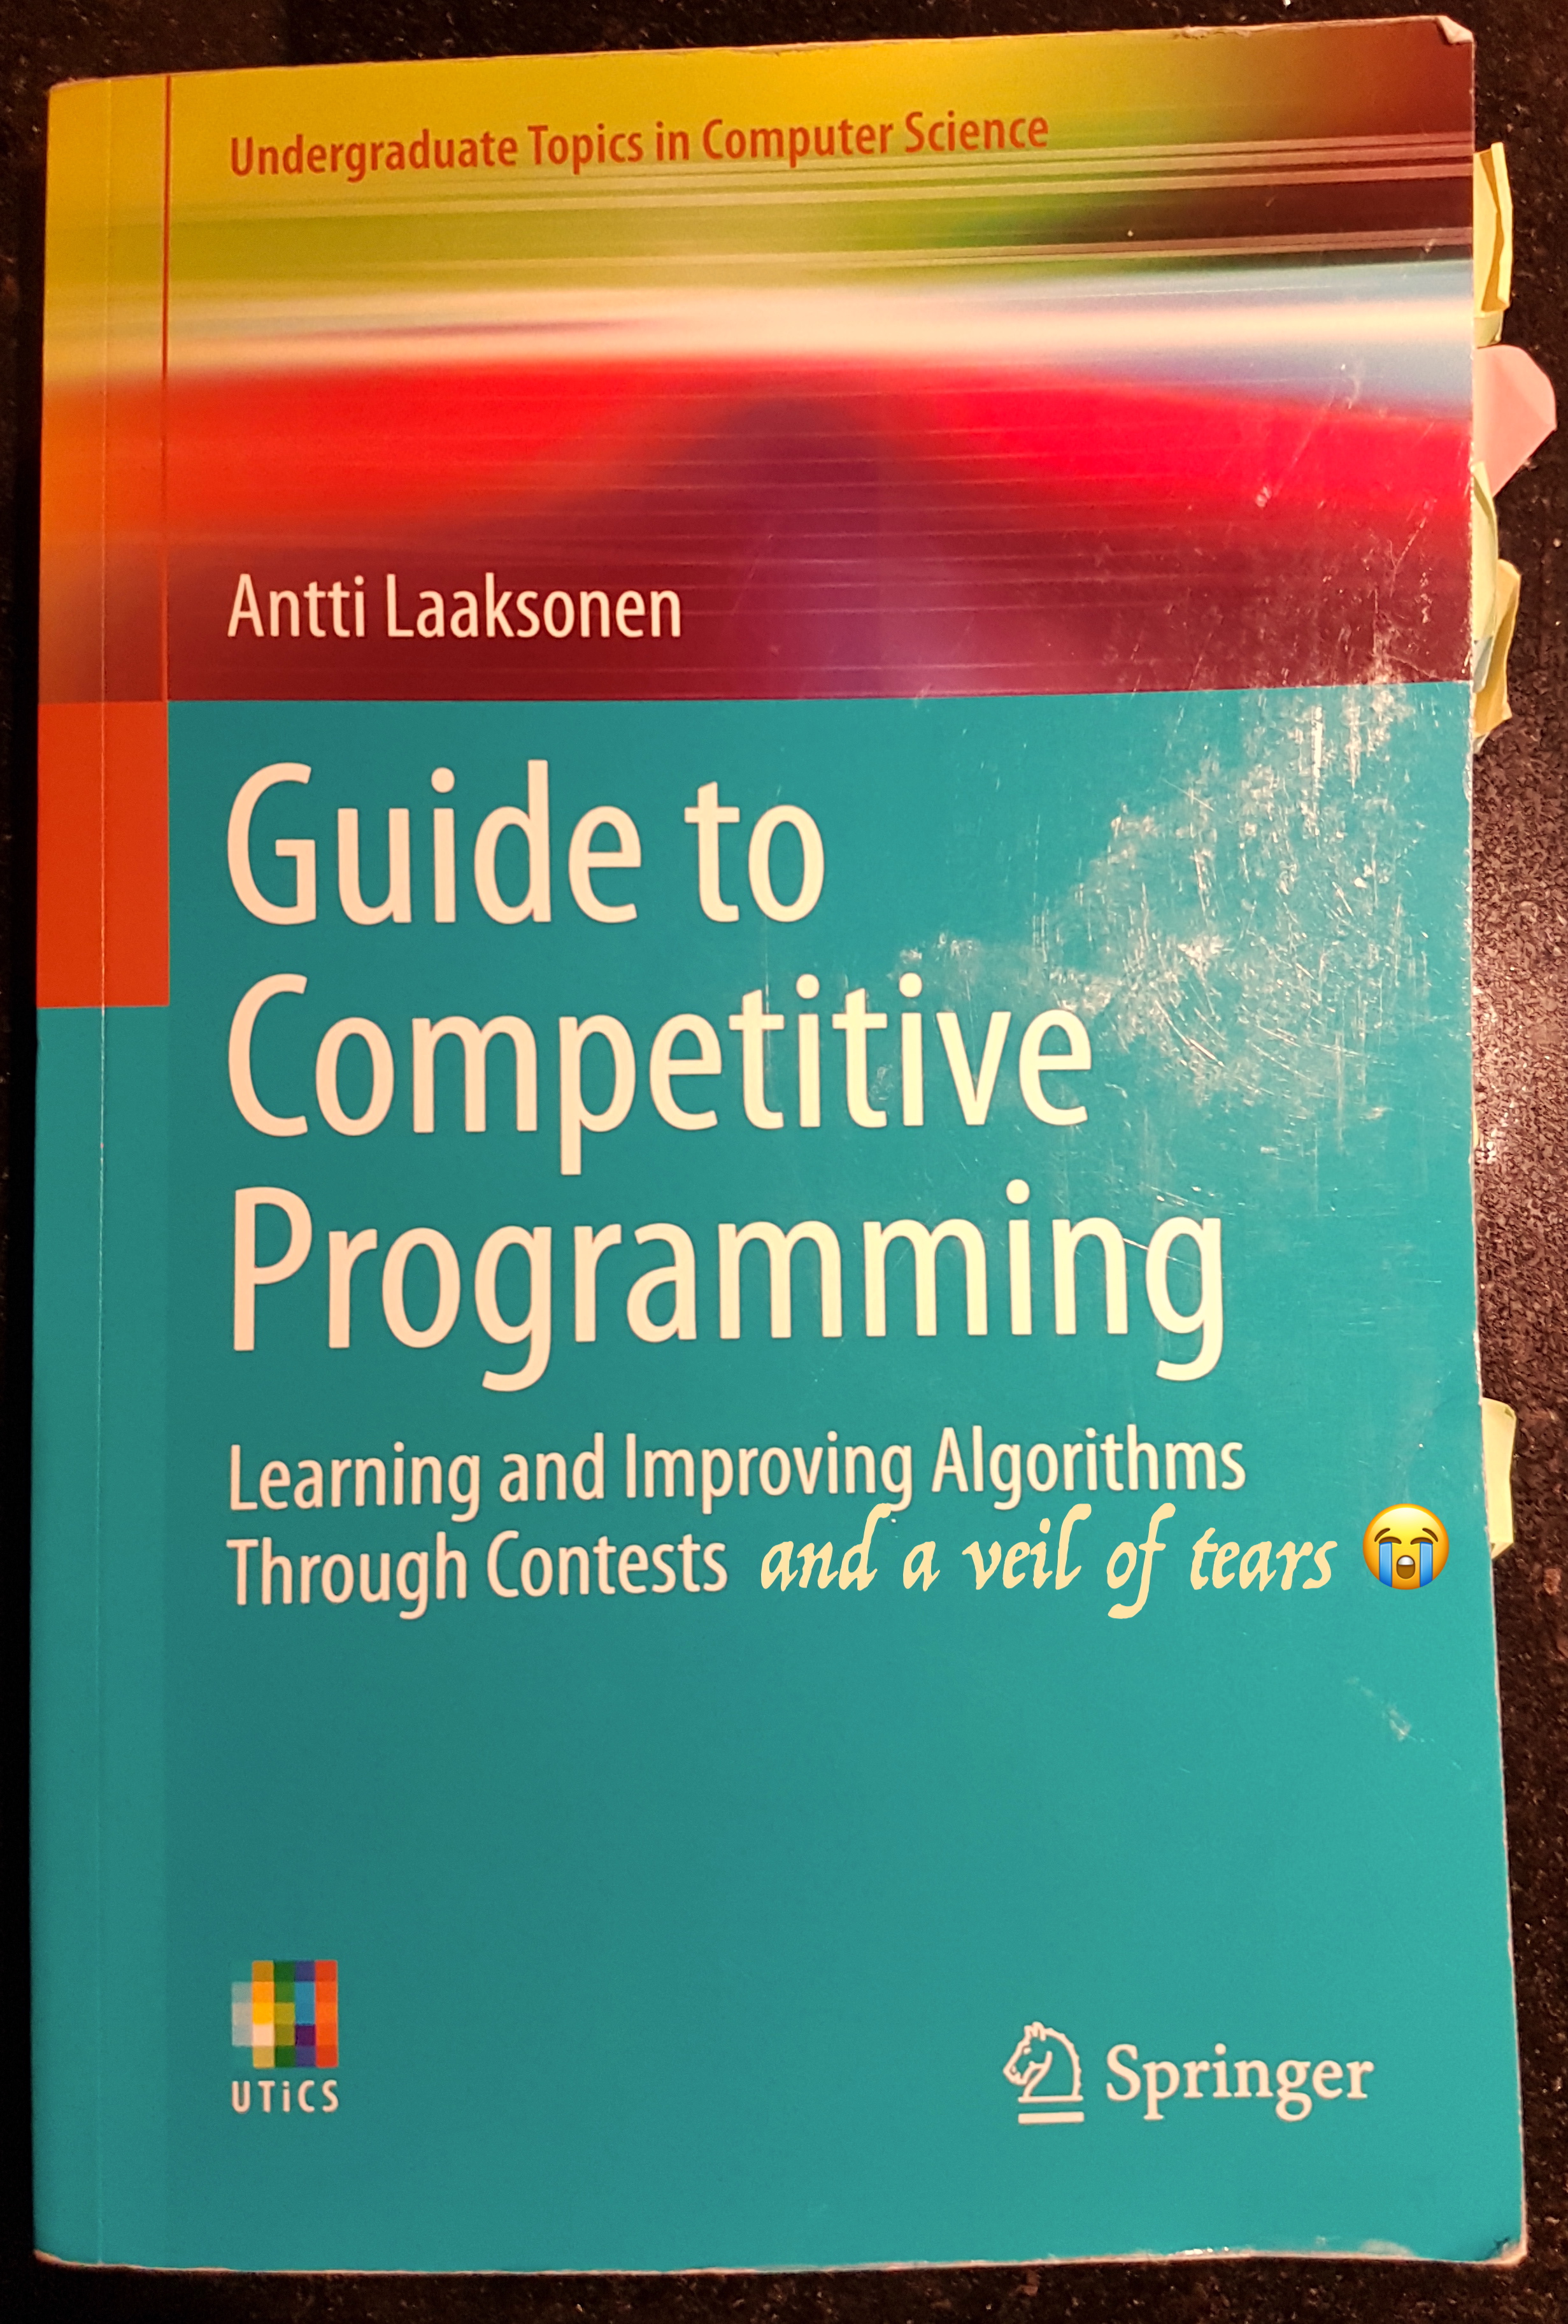 Undergraduate Topics in Computer Science
Antti Laaksonen
Guide to
Competitive
Programming
Learning and Improving Algorithms
Through Contests and a veil of tears 😭
UTiCS
Springer